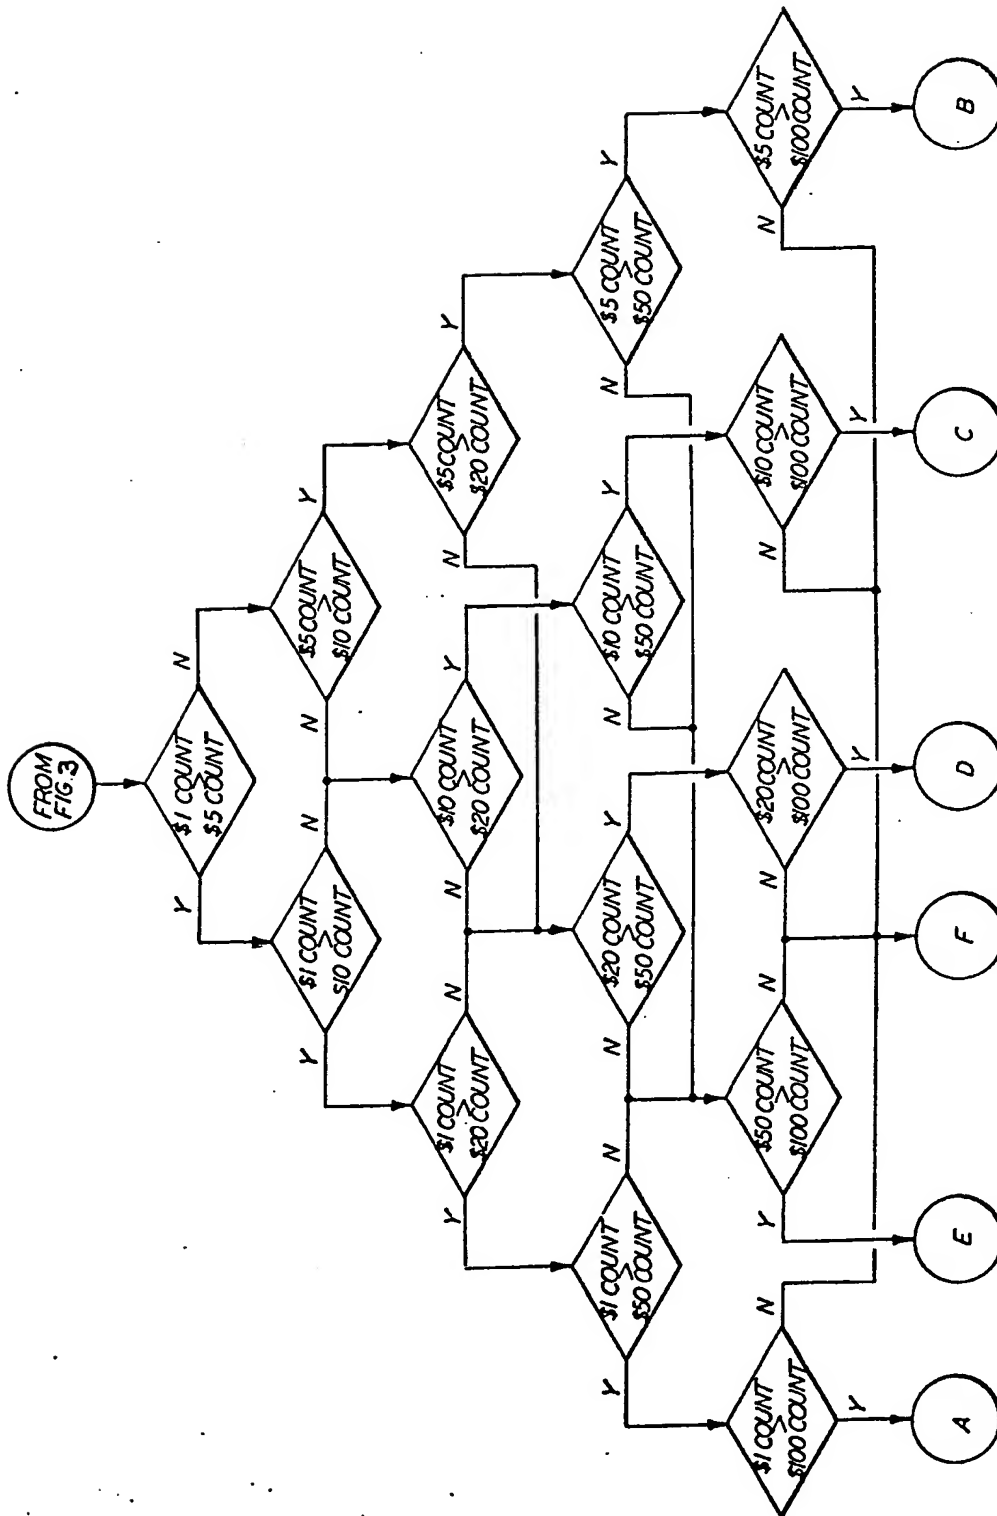 FROM
FIG. 3
$1 COUNT
>
$5 COUNT
Y
N
$1 COUNT
>
$10 COUNT
Y
N
$5 COUNT
>
$10 COUNT
N
Y
$1 COUNT
>
$20 COUNT
Y
N
$10 COUNT
>
$20 COUNT
N
Y
$5 COUNT
>
$20 COUNT
N
Y
$1 COUNT
>
$50 COUNT
Y
N
$20 COUNT
>
$50 COUNT
N
Y
$10 COUNT
>
$50 COUNT
N
Y
$5 COUNT
>
$50 COUNT
N
Y
$1 COUNT
>
$100 COUNT
N
Y
$50 COUNT
>
$100 COUNT
Y
N
$20 COUNT
>
$100 COUNT
N
Y
$10 COUNT
>
$100 COUNT
N
Y
$5 COUNT
>
$100 COUNT
N
Y
A
E
F
D
C
B